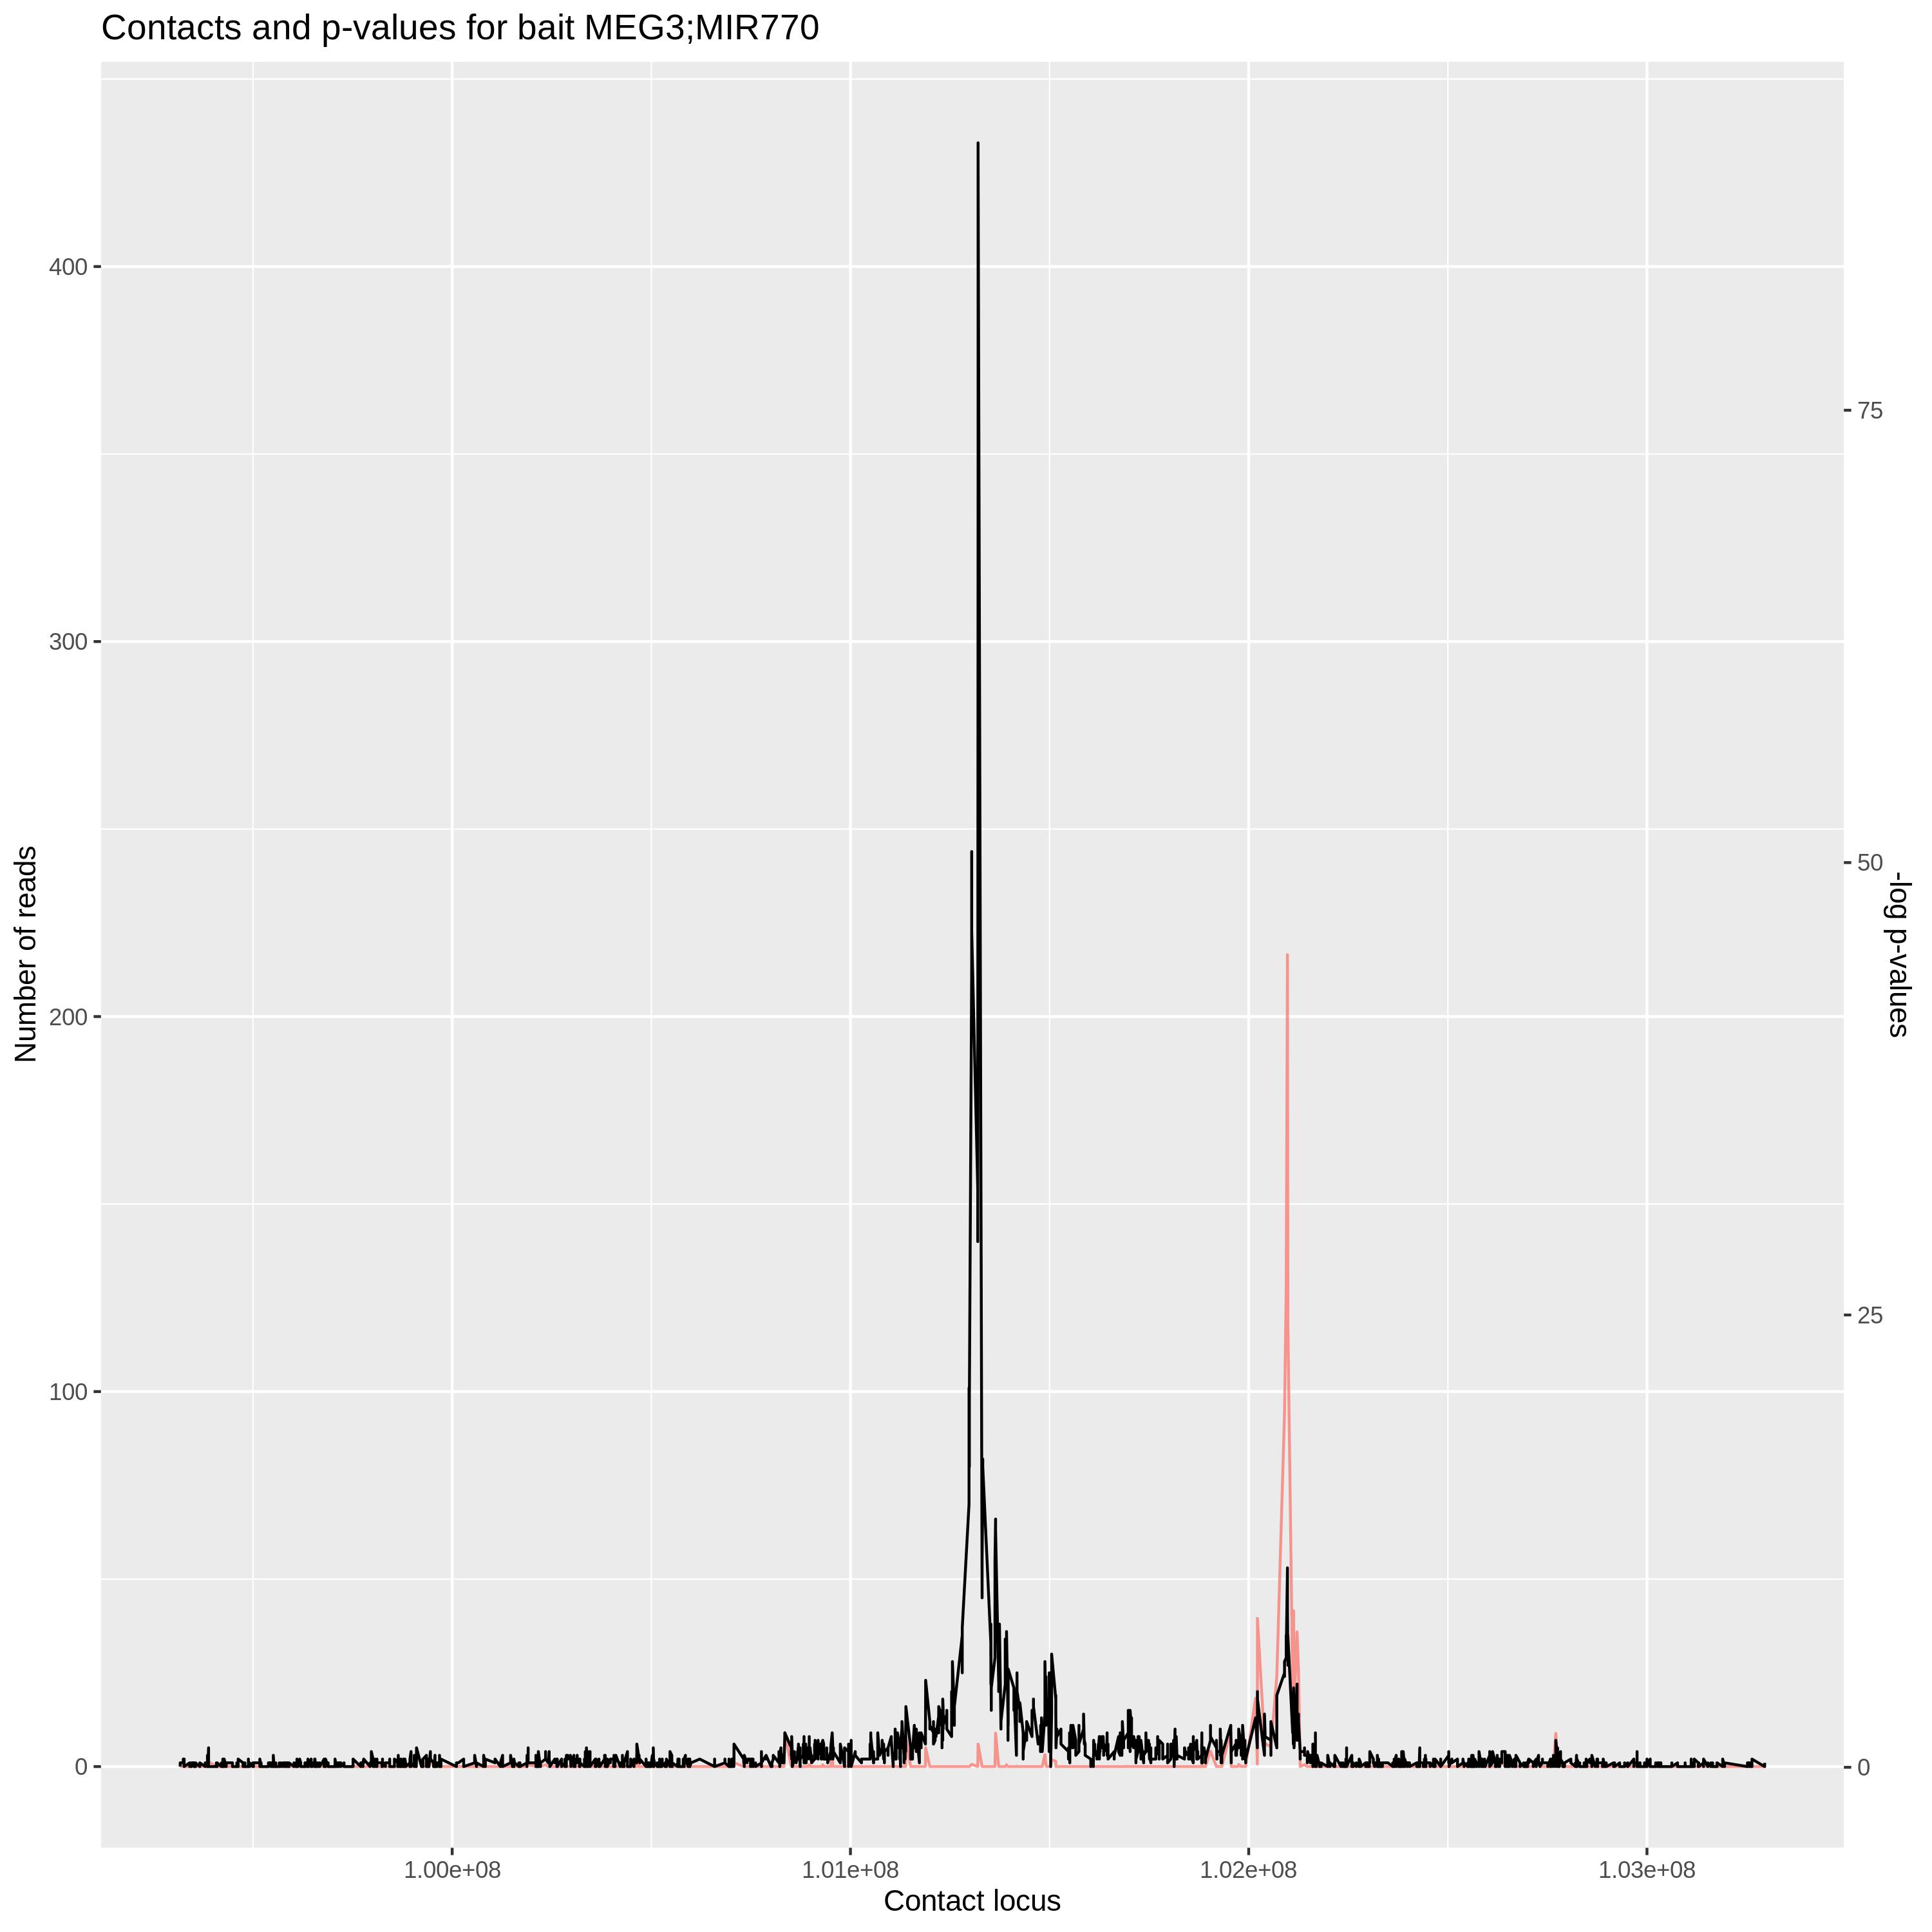 Contacts and p-values for bait MEG3;MIR770
400
300
200
100
0
Number of reads
75
50
25
0
-log p-values
1.00e+08
1.01e+08
1.02e+08
1.03e+08
Contact locus